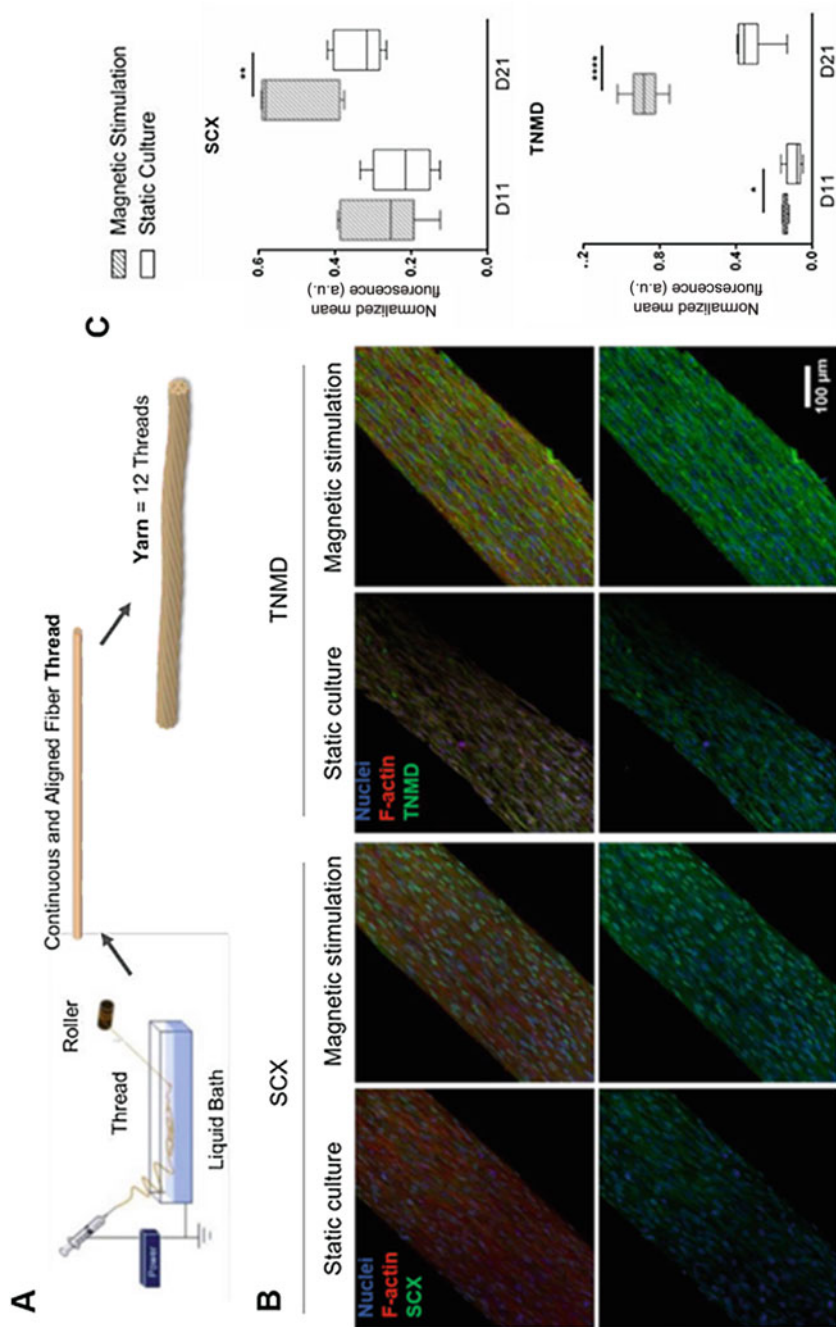 A
Continuous and Aligned Fiber Thread
Roller
Thread
Power
Liquid Bath
Yarn = 12 Threads
B
SCX
TNMD
Static culture
Magnetic stimulation
Static culture
Magnetic stimulation
Nuclei
F-actin
SCX
Nuclei
F-actin
TNMD
100 µm
C
Magnetic Stimulation
Static Culture
SCX
Normalized mean
fluorescence (a.u.)
0.6
0.4
0.2
0.0
**
D11
D21
TNMD
Normalized mean
fluorescence (a.u.)
.2
0.8
0.4
0.0
*
****
D11
D21